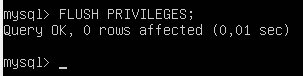 mysql> FLUSH PRIVILEGES;
Query OK, 0 rows affected (0,01 sec)
mysql> _